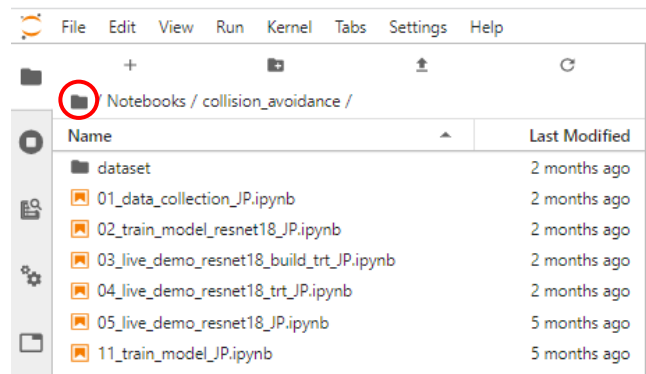 File Edit View Run Kernel Tabs Settings Help
/ Notebooks / collision_avoidance /
Name Last Modified
dataset 2 months ago
01_data_collection_JP.ipynb 2 months ago
02_train_model_resnet18_JP.ipynb 2 months ago
03_live_demo_resnet18_build_trt_JP.ipynb 2 months ago
04_live_demo_resnet18_trt_JP.ipynb 2 months ago
05_live_demo_resnet18_JP.ipynb 5 months ago
11_train_model_JP.ipynb 5 months ago